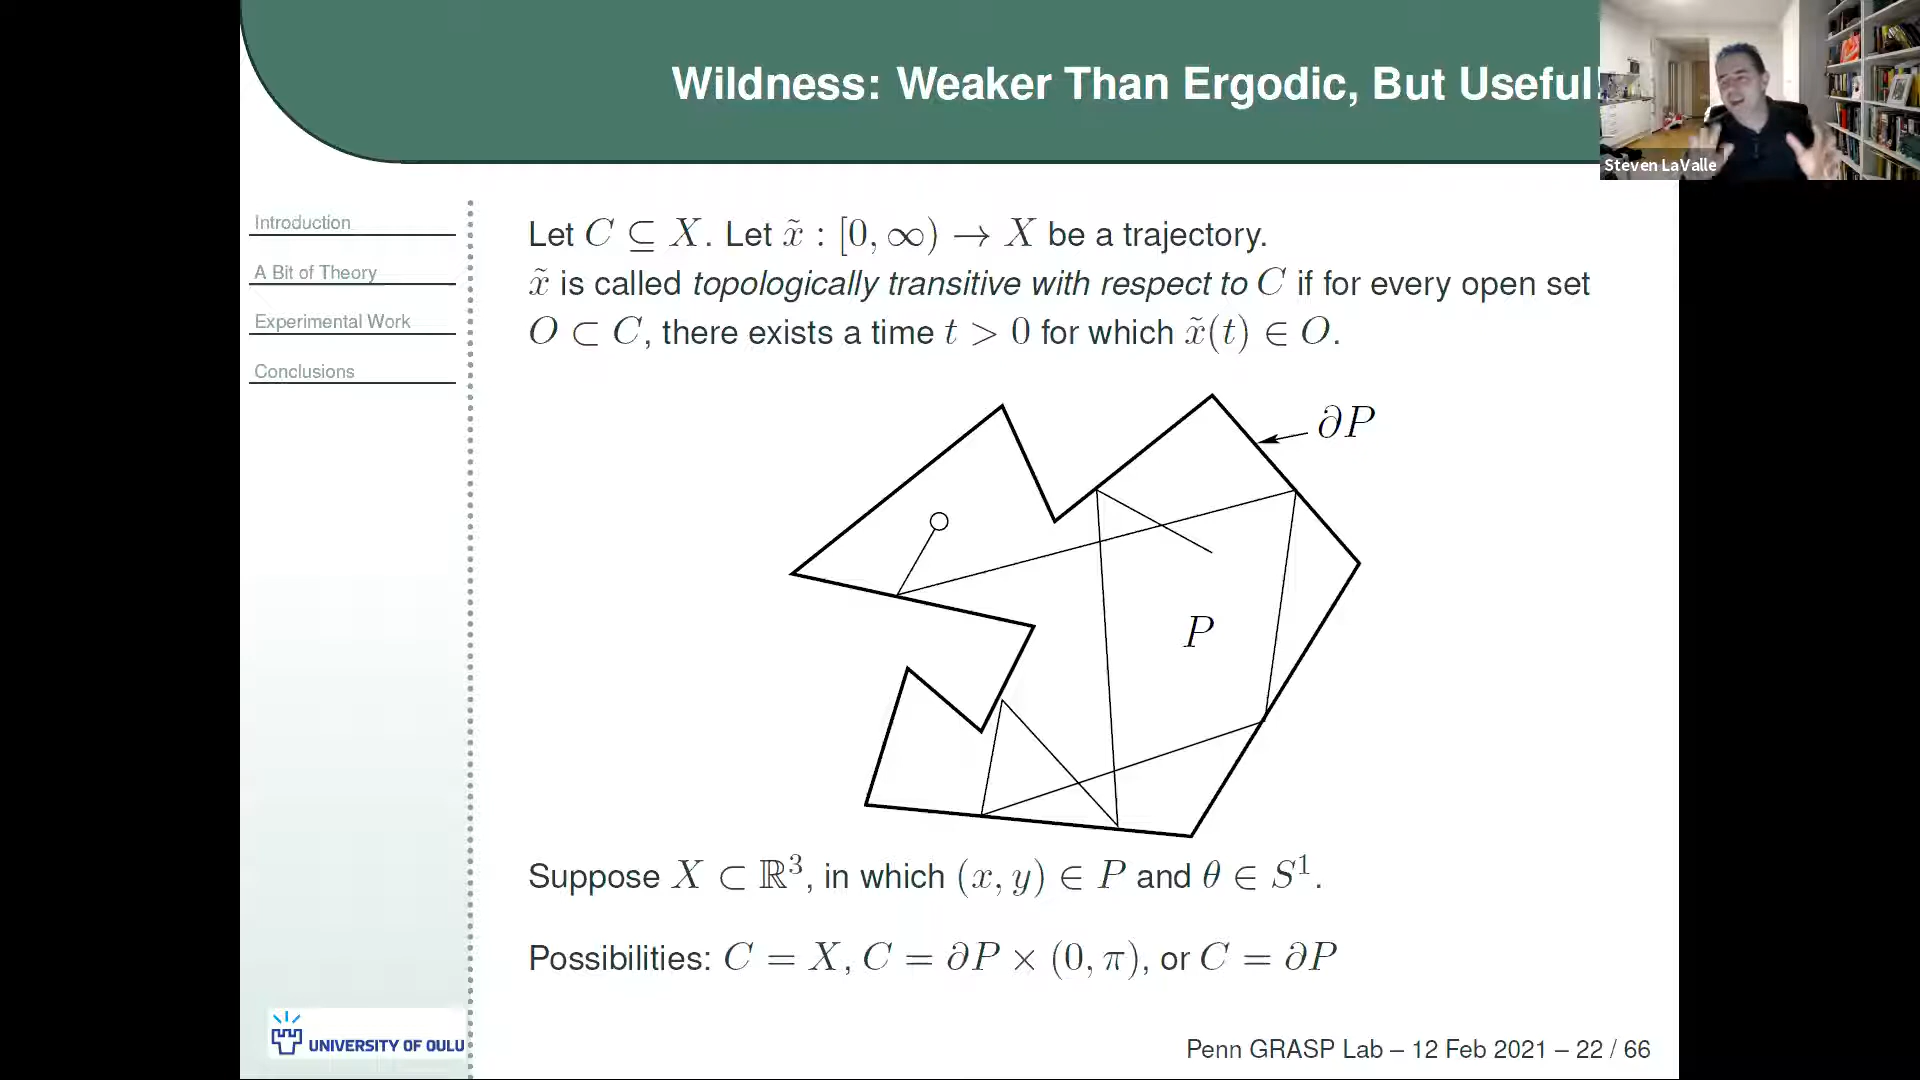 Wildness: Weaker Than Ergodic, But Useful!
Steven LaValle
Introduction
A Bit of Theory
Experimental Work
Conclusions
Let C ⊆ X. Let x̃ : [0, ∞) → X be a trajectory.
x̃ is called topologically transitive with respect to C if for every open set
O ⊂ C, there exists a time t > 0 for which x̃(t) ∈ O.
∂P
P
Suppose X ⊂ ℝ³, in which (x, y) ∈ P and θ ∈ S¹.
Possibilities: C = X, C = ∂P × (0, π), or C = ∂P
UNIVERSITY OF OULU
Penn GRASP Lab – 12 Feb 2021 – 22 / 66